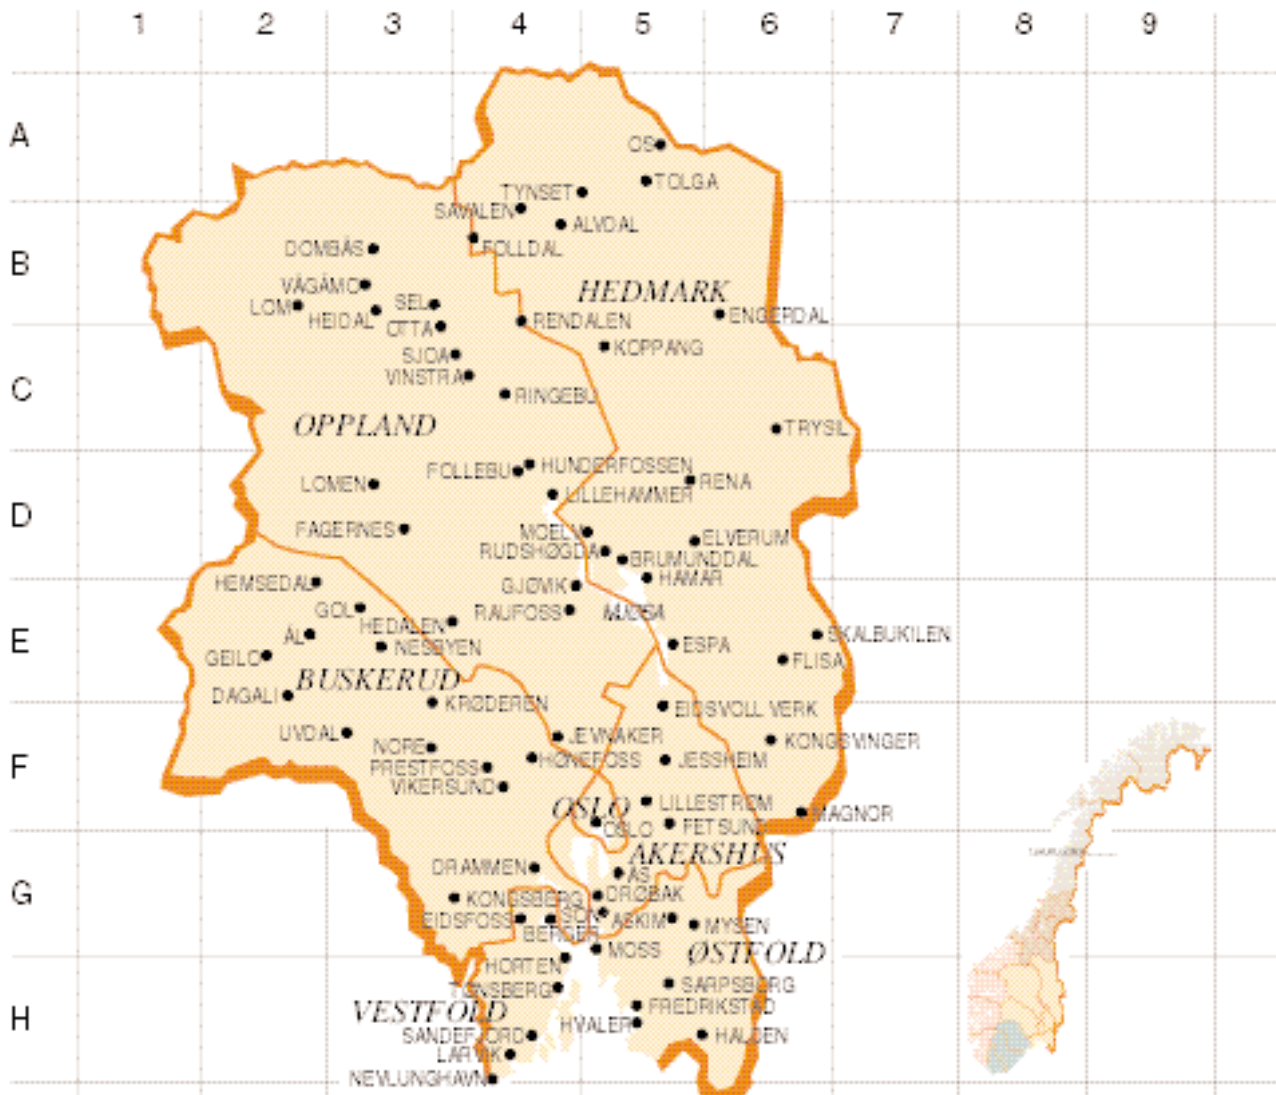 1 2 3 4 5 6 7 8 9
A
OS
TOLGA
TYNSET
SAVALEN
ALVDAL
B
DOMBÅS
FOLLDAL
VÅGÅMO
HEDMARK
LOM
HEIDAL
SEL
ENGERDAL
OTTA
RENDALEN
KOPPANG
SJOA
VINSTRA
C
RINGEBU
OPPLAND
TRYSIL
FOLLEBU
HUNDERFOSSEN
LOMEN
RENA
LILLEHAMMER
D
FAGERNES
MOELV
ELVERUM
RUDSHØGDA
BRUMUNDDAL
HAMAR
HEMSEDAL
GJØVIK
GOL
RAUFOSS
MJØSA
HEDALEN
ÅL
E
NESBYEN
ESPA
SKALBUKILEN
GEILO
FLISA
BUSKERUD
DAGALI
KRØDEREN
EIDSVOLL VERK
UVDAL
JEVNAKER
KONGSVINGER
NORE
F
PRESTFOSS
HØNEFOSS
JESSHEIM
VIKERSUND
OSLO
LILLESTRØM
MAGNOR
OSLO
FETSUND
AKERSHUS
DRAMMEN
ÅS
G
KONGSBERG
DRØBAK
EIDSFOSS
SON
ASKIM
MYSEN
BERGER
MOSS
ØSTFOLD
HORTEN
TØNSBERG
SARPSBORG
VESTFOLD
FREDRIKSTAD
H
HVALER
SANDEFJORD
HALDEN
LARVIK
NEVLUNGHAVN